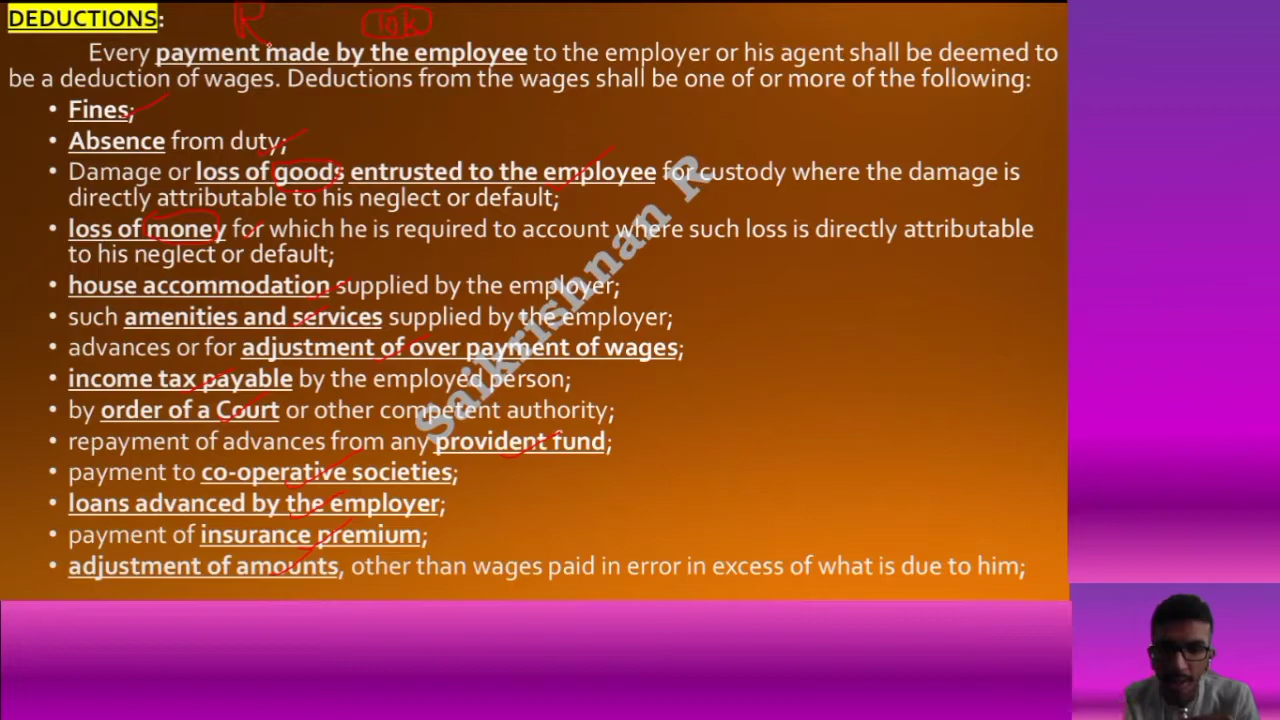 DEDUCTIONS:
R
10k
Every payment made by the employee to the employer or his agent shall be deemed to
be a deduction of wages. Deductions from the wages shall be one of or more of the following:
• Fines;
• Absence from duty;
• Damage or loss of goods entrusted to the employee for custody where the damage is
directly attributable to his neglect or default;
• loss of money for which he is required to account where such loss is directly attributable
to his neglect or default;
• house accommodation supplied by the employer;
• such amenities and services supplied by the employer;
• advances or for adjustment of over payment of wages;
• income tax payable by the employed person;
• by order of a Court or other competent authority;
• repayment of advances from any provident fund;
• payment to co-operative societies;
• loans advanced by the employer;
• payment of insurance premium;
• adjustment of amounts, other than wages paid in error in excess of what is due to him;
Saikrishnan R